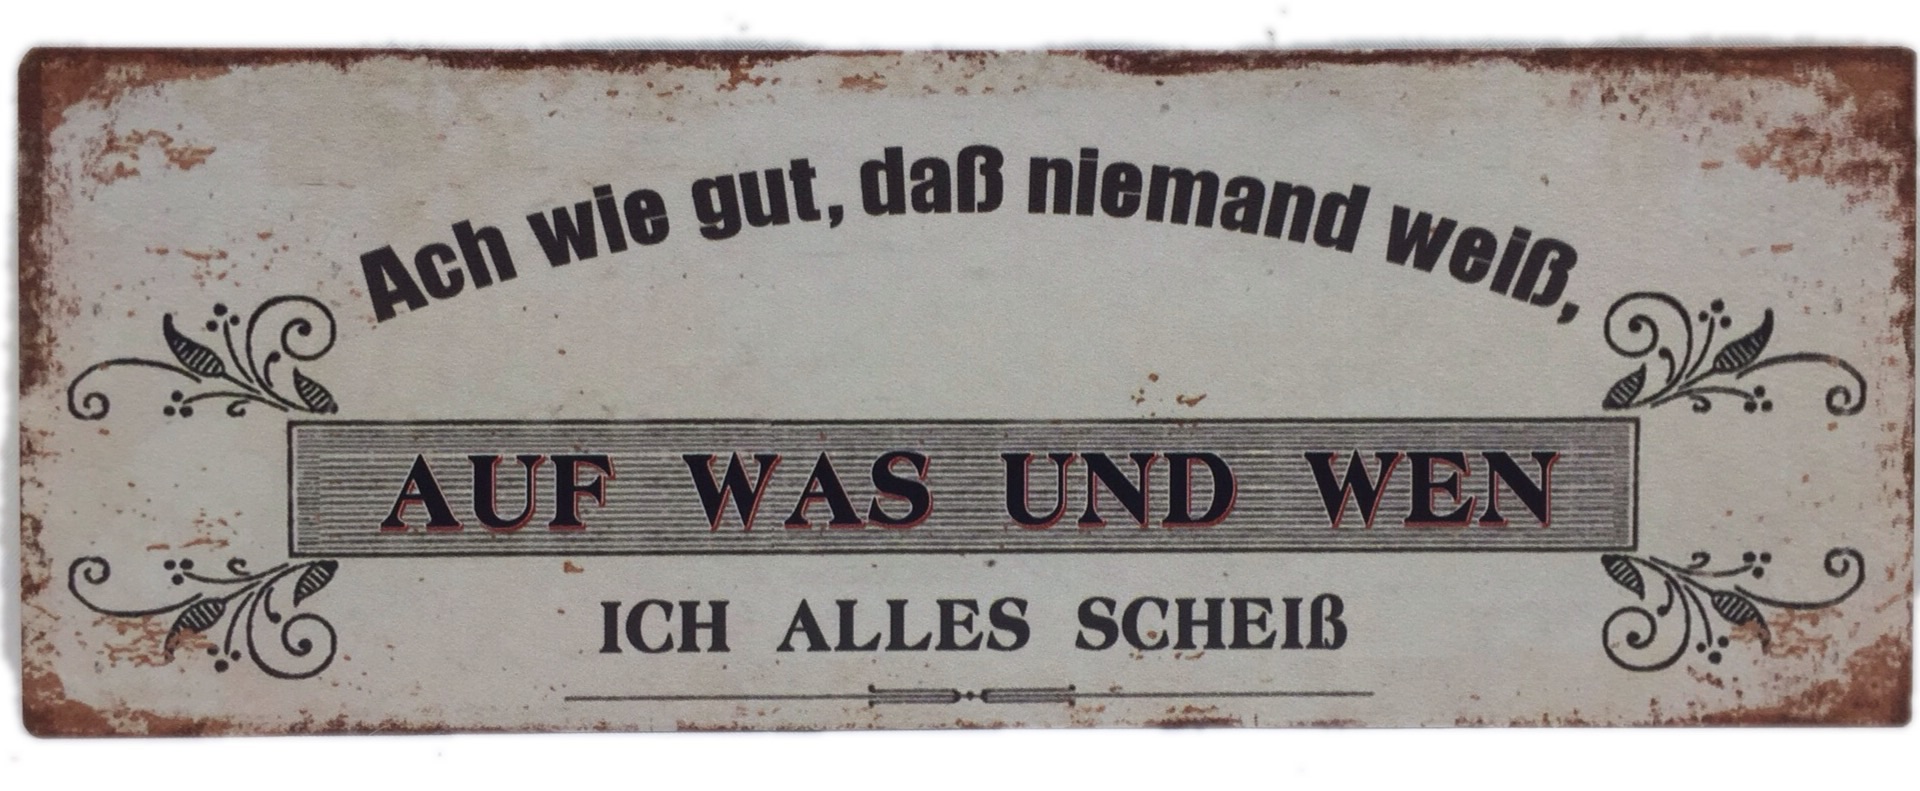 Ach wie gut, daß niemand weiß,
AUF WAS UND WEN
ICH ALLES SCHEIß